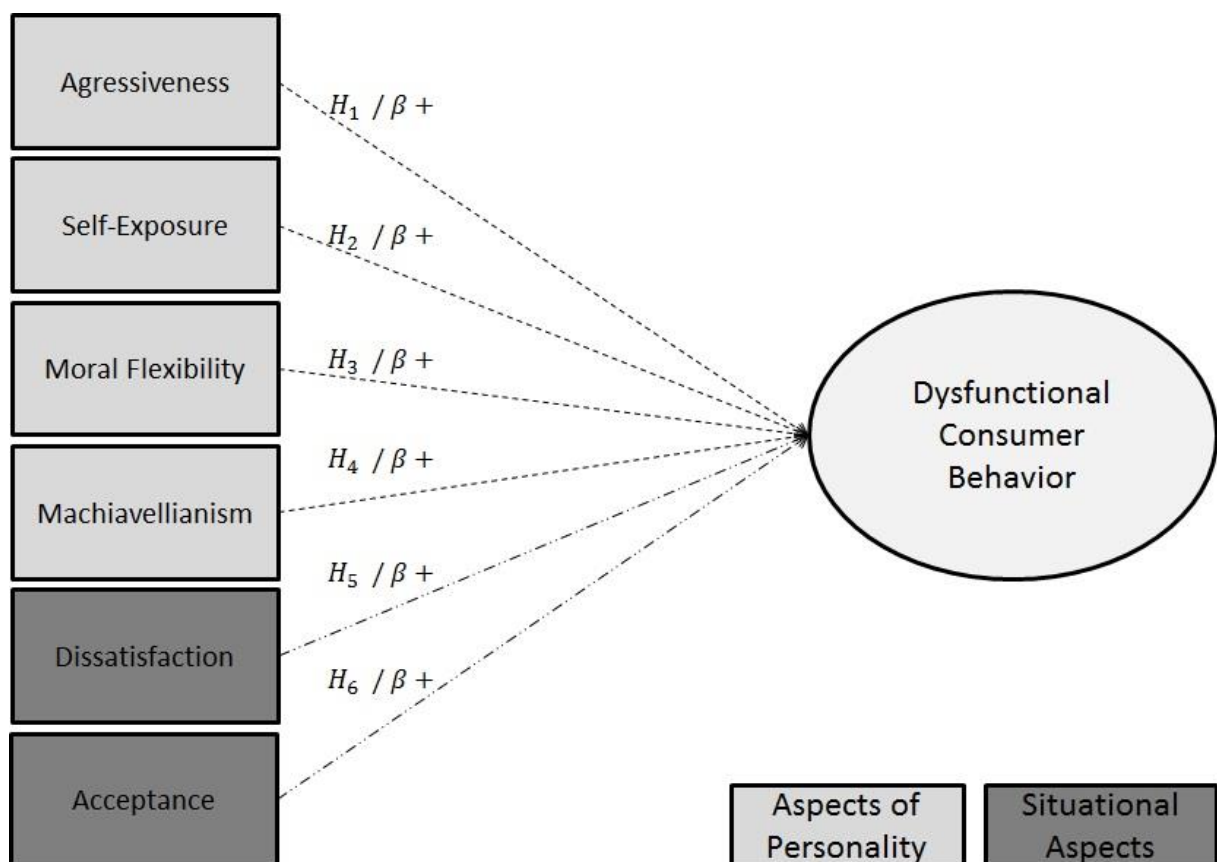 Agressiveness
H₁ / β +
Self-Exposure
H₂ / β +
Moral Flexibility
H₃ / β +
Machiavellianism
H₄ / β +
Dissatisfaction
H₅ / β +
Acceptance
H₆ / β +
Dysfunctional
Consumer
Behavior
Aspects of
Personality
Situational
Aspects